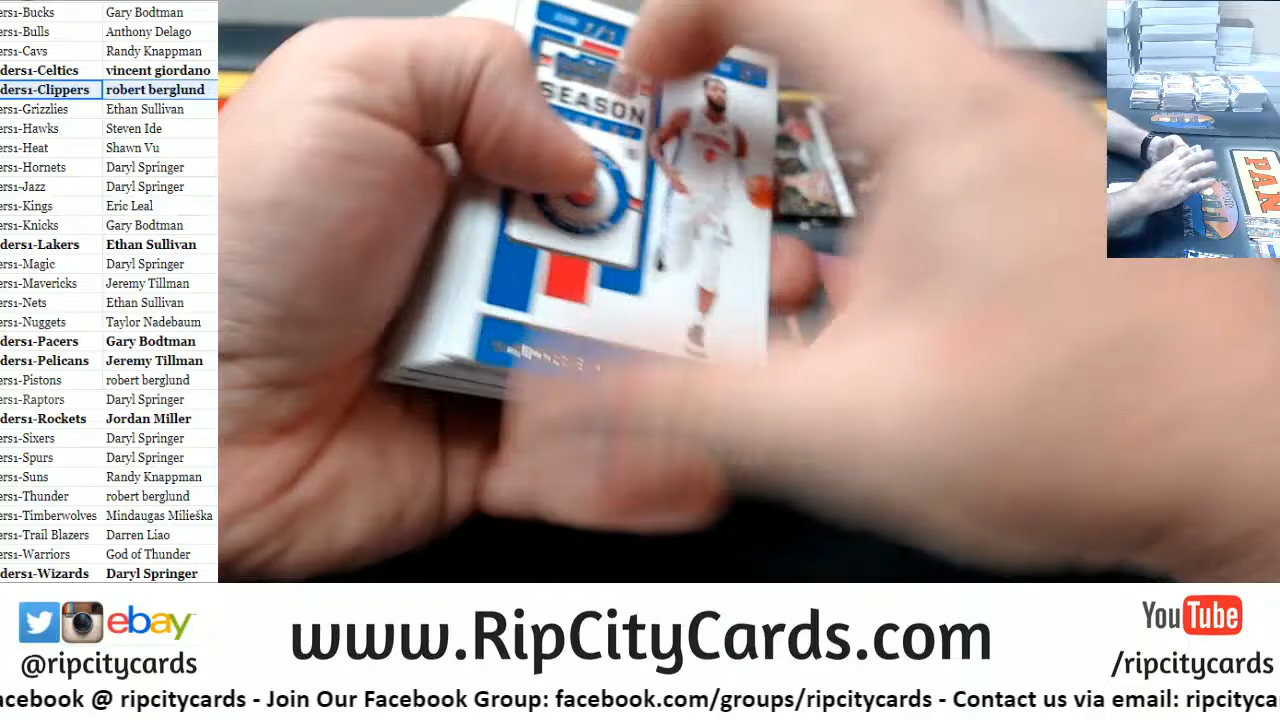 ers1-Bucks Gary Bodtman
ers1-Bulls Anthony Delago
ers1-Cavs Randy Knappman
ders1-Celtics vincent giordano
ders1-Clippers robert berglund
ers1-Grizzlies Ethan Sullivan
ers1-Hawks Steven Ide
ers1-Heat Shawn Vu
ers1-Hornets Daryl Springer
ers1-Jazz Daryl Springer
ers1-Kings Eric Leal
ers1-Knicks Gary Bodtman
ders1-Lakers Ethan Sullivan
ers1-Magic Daryl Springer
ers1-Mavericks Jeremy Tillman
ers1-Nets Ethan Sullivan
ers1-Nuggets Taylor Nadebaum
ders1-Pacers Gary Bodtman
ders1-Pelicans Jeremy Tillman
ers1-Pistons robert berglund
ers1-Raptors Daryl Springer
ders1-Rockets Jordan Miller
ers1-Sixers Daryl Springer
ers1-Spurs Daryl Springer
ers1-Suns Randy Knappman
ers1-Thunder robert berglund
ers1-Timberwolves Mindaugas Milieška
ers1-Trail Blazers Darren Liao
ers1-Warriors God of Thunder
ders1-Wizards Daryl Springer
SEASON
PAN
ebay
@ripcitycards
www.RipCityCards.com
YouTube
/ripcitycards
acebook @ ripcitycards - Join Our Facebook Group: facebook.com/groups/ripcitycards - Contact us via email: ripcityca